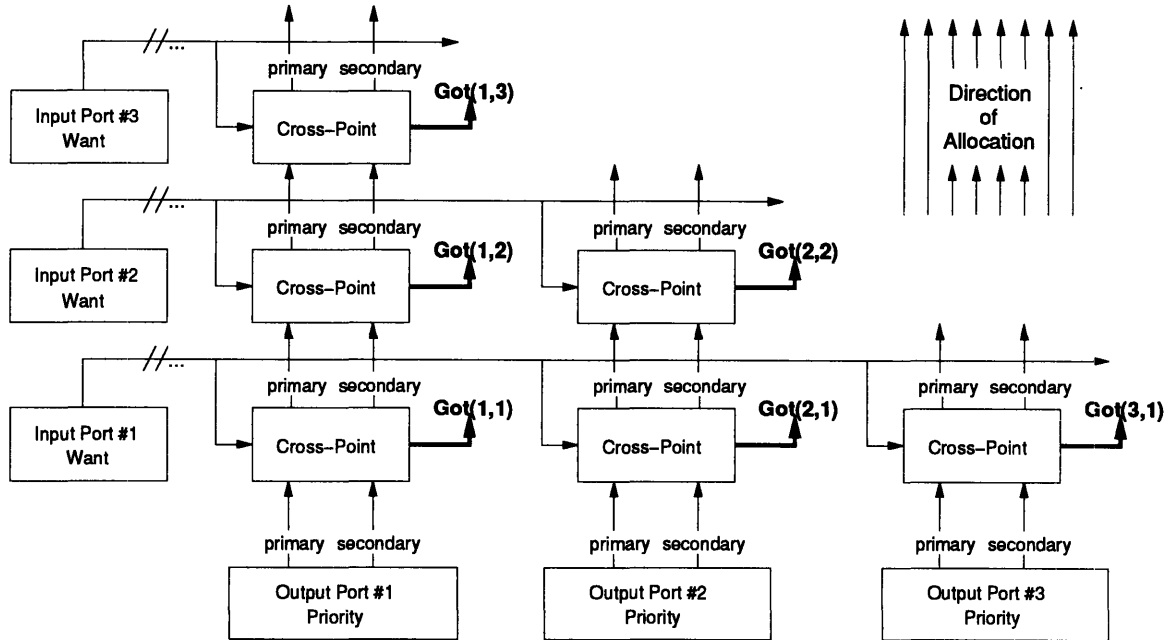 //...
primary secondary
Got(1,3)
Input Port #3
Want
Cross-Point
Direction
of
Allocation
//...
primary secondary
primary secondary
Got(1,2)
Got(2,2)
Input Port #2
Want
Cross-Point
Cross-Point
//...
primary secondary
primary secondary
primary secondary
Got(1,1)
Got(2,1)
Got(3,1)
Input Port #1
Want
Cross-Point
Cross-Point
Cross-Point
primary secondary
primary secondary
primary secondary
Output Port #1
Priority
Output Port #2
Priority
Output Port #3
Priority